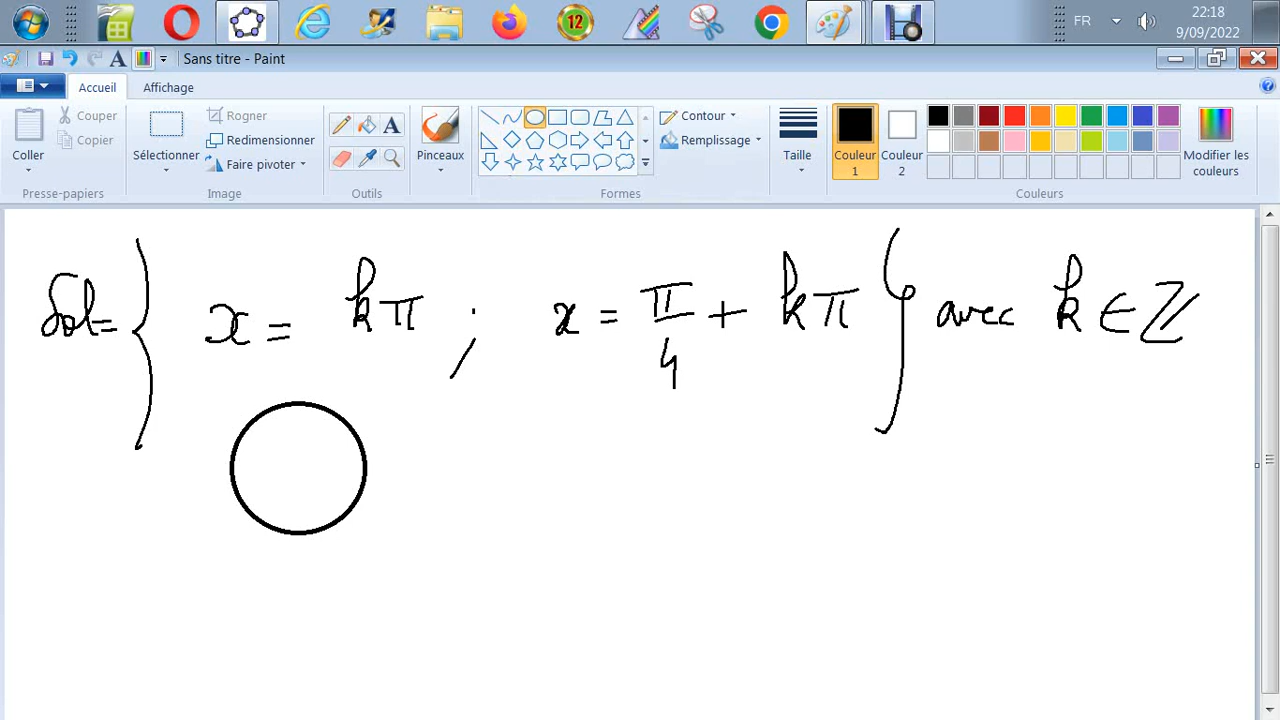 FR
22:18
9/09/2022
12
Sans titre - Paint
Accueil
Affichage
Coller
Couper
Copier
Presse-papiers
Sélectionner
Rogner
Redimensionner
Faire pivoter
Image
Outils
Pinceaux
Contour
Remplissage
Formes
Taille
Couleur 1
Couleur 2
Modifier les couleurs
Couleurs
Sol = { x = kπ ; x = π/4 + kπ } avec k ∈ ℤ